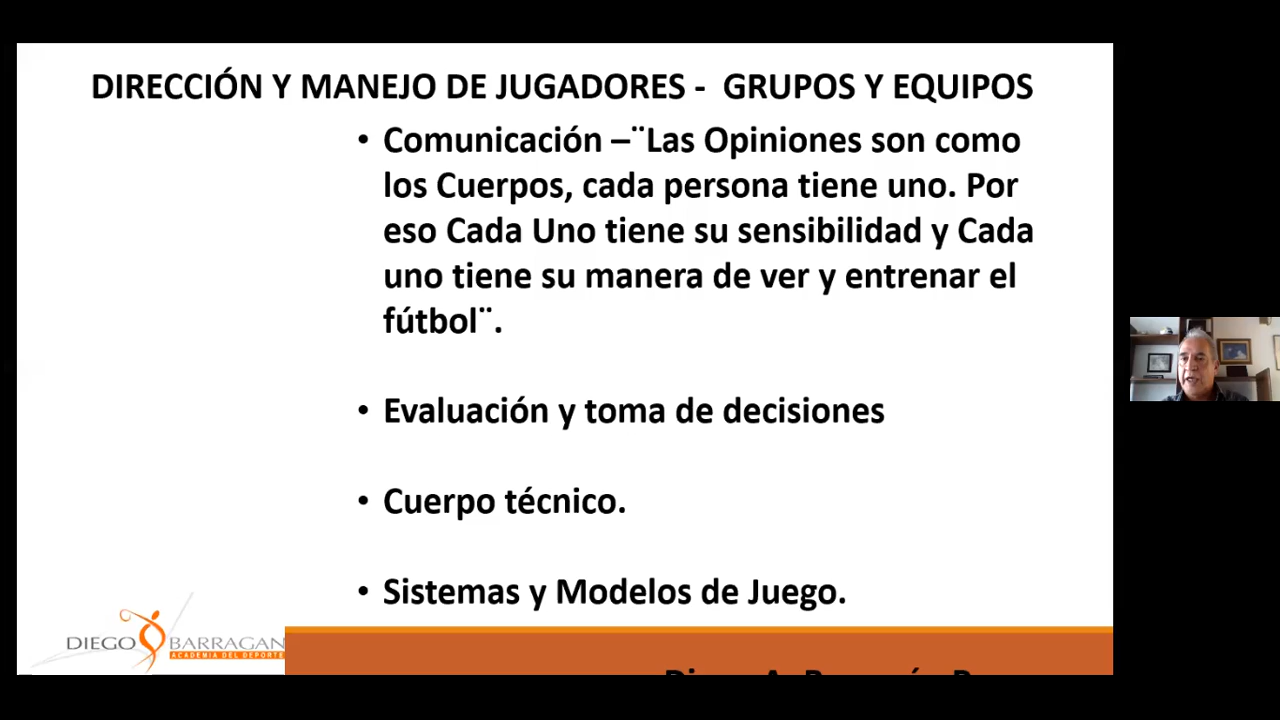 DIRECCIÓN Y MANEJO DE JUGADORES - GRUPOS Y EQUIPOS
• Comunicación –¨Las Opiniones son como
los Cuerpos, cada persona tiene uno. Por
eso Cada Uno tiene su sensibilidad y Cada
uno tiene su manera de ver y entrenar el
fútbol¨.
• Evaluación y toma de decisiones
• Cuerpo técnico.
• Sistemas y Modelos de Juego.
DIEGO BARRAGAN
ACADEMIA DEL DEPORTE